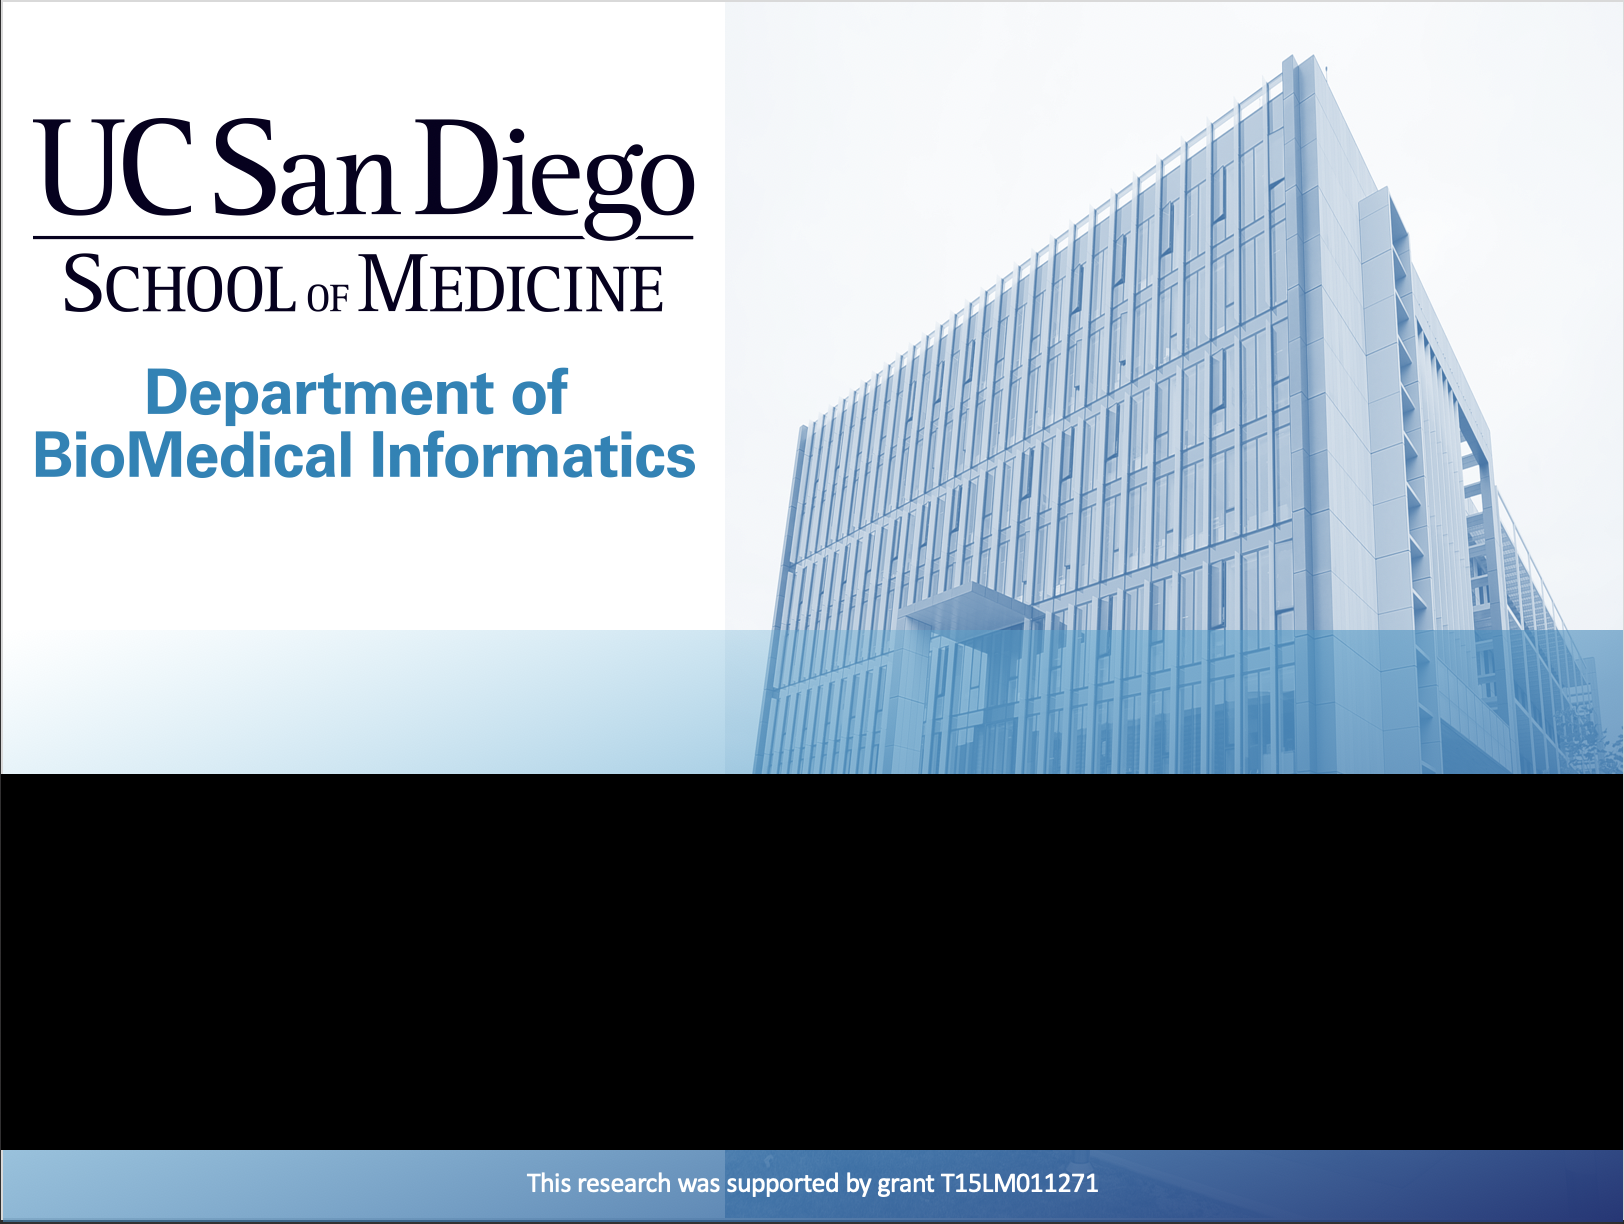 UC San Diego
SCHOOL OF MEDICINE
Department of
BioMedical Informatics
This research was supported by grant T15LM011271